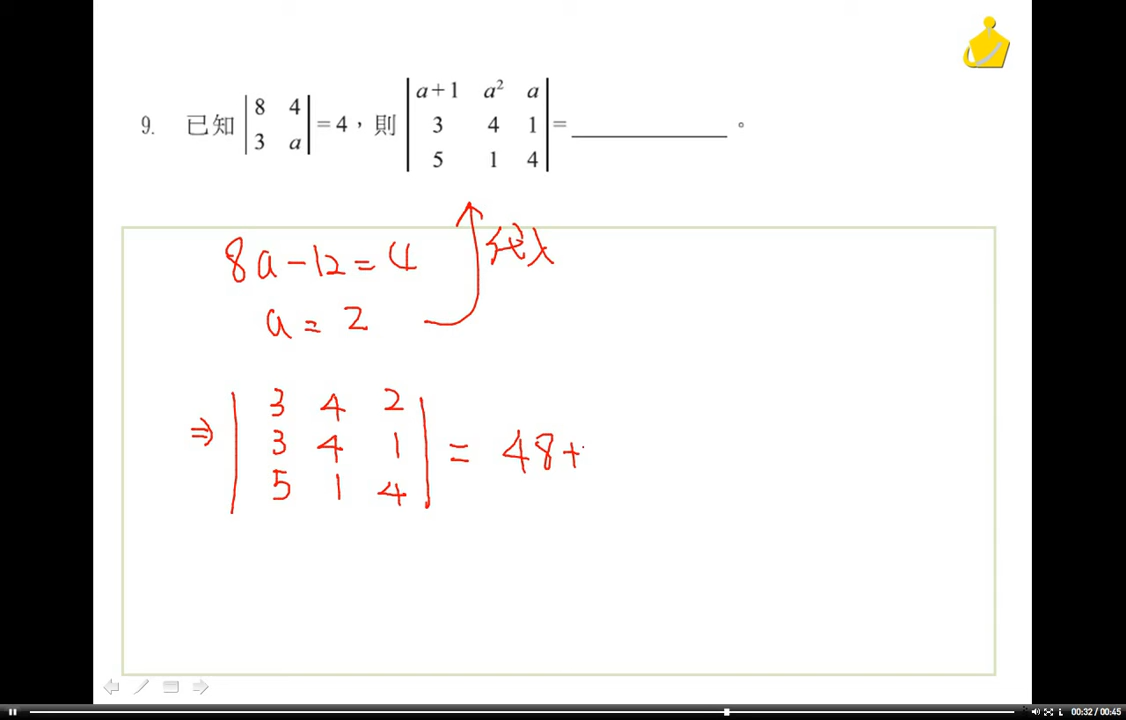 9. 已知 | 8 4 | = 4，則 | a+1 a² a | = ________ 。
| 3 a | | 3 4 1 |
| 5 1 4 |
8a-12=4
代入
a=2
⇒ | 3 4 2 |
| 3 4 1 | = 48+
| 5 1 4 |
00:32 / 00:45